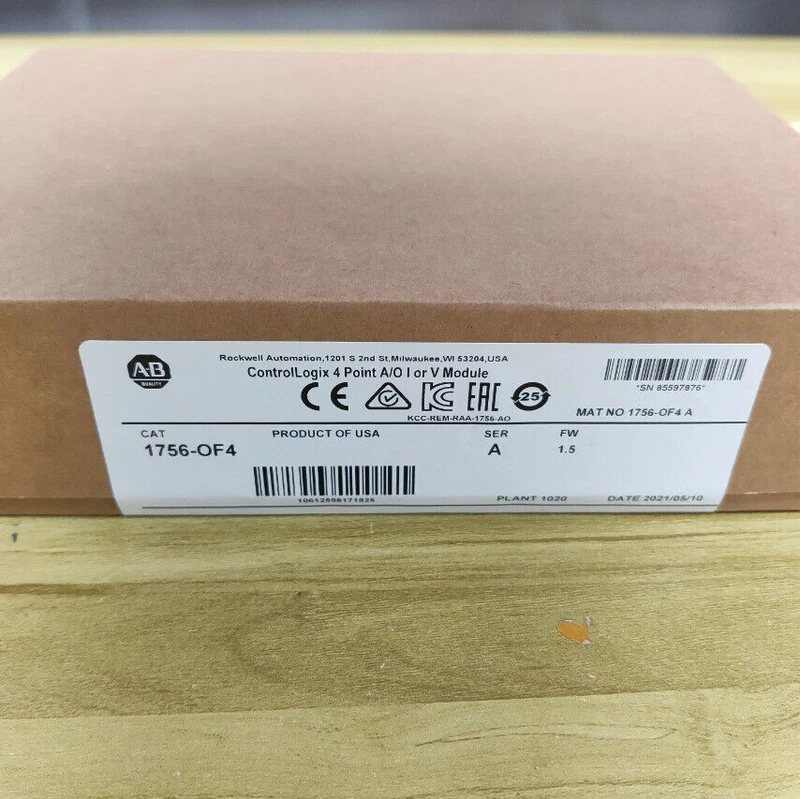 A-B
QUALITY
Rockwell Automation,1201 S 2nd St,Milwaukee,WI 53204,USA
ControlLogix 4 Point A/O I or V Module
CE KC EAC 25
KCC-REM-RAA-1756-AO
*SN 85597876*
MAT NO 1756-OF4 A
CAT
1756-OF4
PRODUCT OF USA
SER
A
FW
1.5
10612598171825
PLANT 1020
DATE 2021/05/10